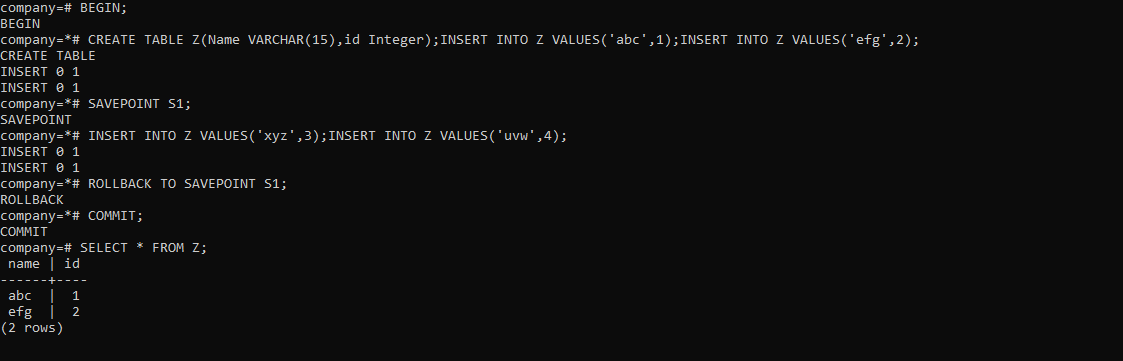 company=# BEGIN;
BEGIN
company=*# CREATE TABLE Z(Name VARCHAR(15),id Integer);INSERT INTO Z VALUES('abc',1);INSERT INTO Z VALUES('efg',2);
CREATE TABLE
INSERT 0 1
INSERT 0 1
company=*# SAVEPOINT S1;
SAVEPOINT
company=*# INSERT INTO Z VALUES('xyz',3);INSERT INTO Z VALUES('uvw',4);
INSERT 0 1
INSERT 0 1
company=*# ROLLBACK TO SAVEPOINT S1;
ROLLBACK
company=*# COMMIT;
COMMIT
company=# SELECT * FROM Z;
 name | id
------+----
 abc  |  1
 efg  |  2
(2 rows)